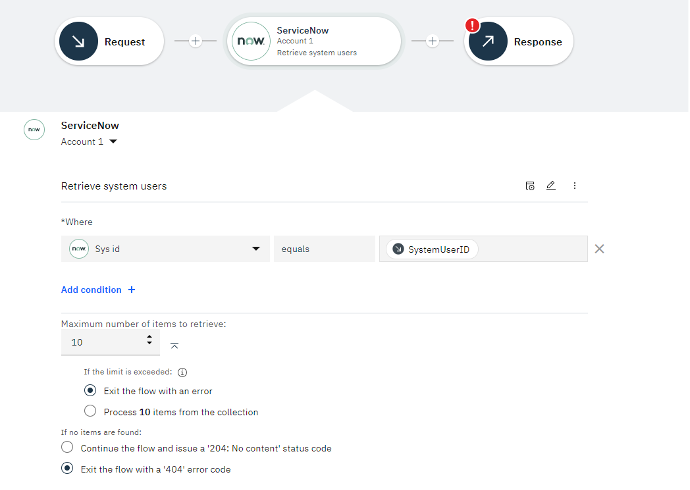 Request
now
ServiceNow
Account 1
Retrieve system users
!
Response
now
ServiceNow
Account 1
Retrieve system users
*Where
now Sys id
equals
SystemUserID
Add condition +
Maximum number of items to retrieve:
10
If the limit is exceeded:
Exit the flow with an error
Process 10 items from the collection
If no items are found:
Continue the flow and issue a '204: No content' status code
Exit the flow with a '404' error code